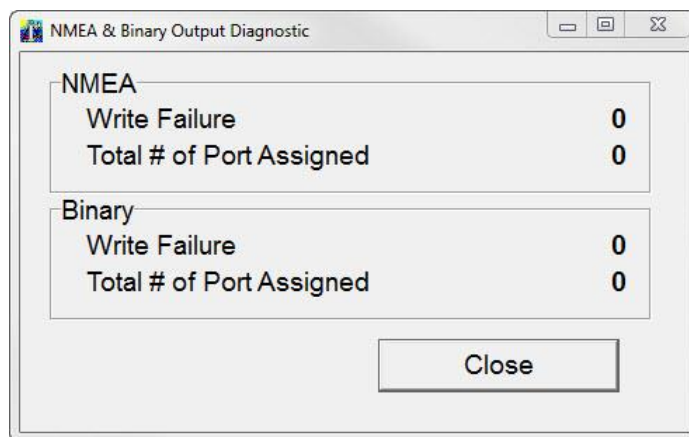 NMEA & Binary Output Diagnostic
NMEA
Write Failure 0
Total # of Port Assigned 0
Binary
Write Failure 0
Total # of Port Assigned 0
Close